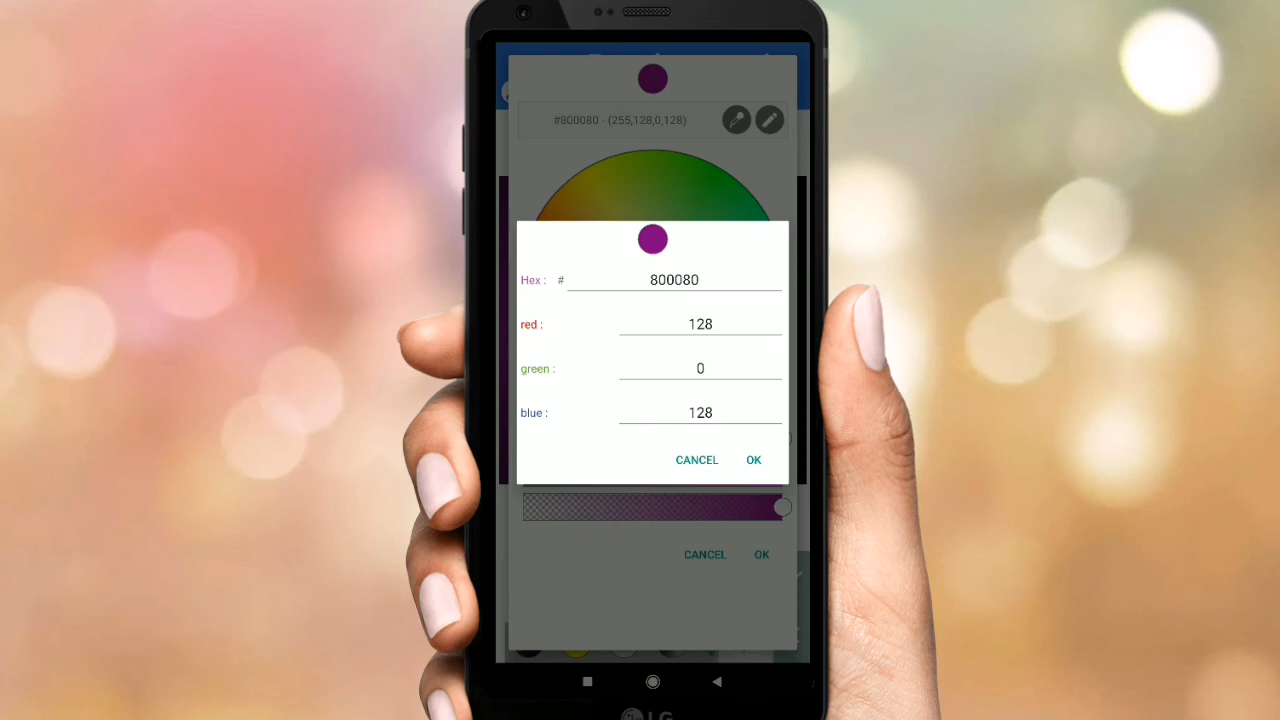 #800080 - (255,128,0,128)
Hex : # 800080
red : 128
green : 0
blue : 128
CANCEL OK
CANCEL OK
LG